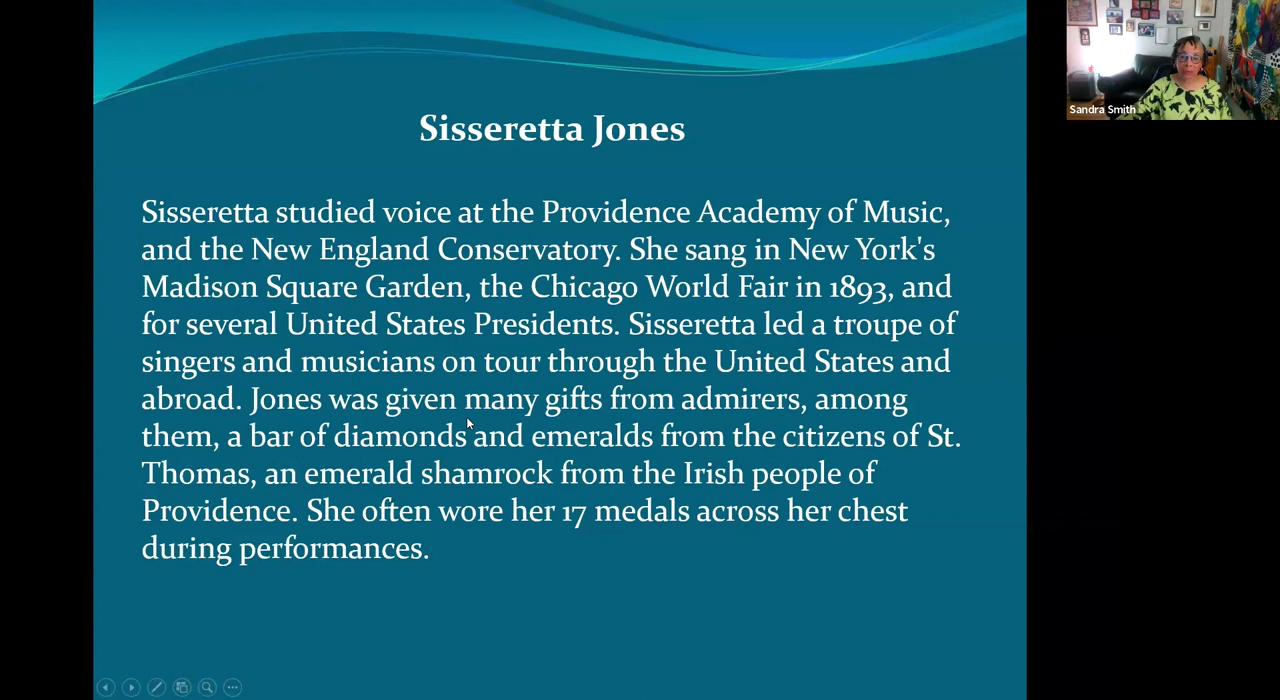 Sisseretta Jones
Sisseretta studied voice at the Providence Academy of Music,
and the New England Conservatory. She sang in New York's
Madison Square Garden, the Chicago World Fair in 1893, and
for several United States Presidents. Sisseretta led a troupe of
singers and musicians on tour through the United States and
abroad. Jones was given many gifts from admirers, among
them, a bar of diamonds and emeralds from the citizens of St.
Thomas, an emerald shamrock from the Irish people of
Providence. She often wore her 17 medals across her chest
during performances.
Sandra Smith